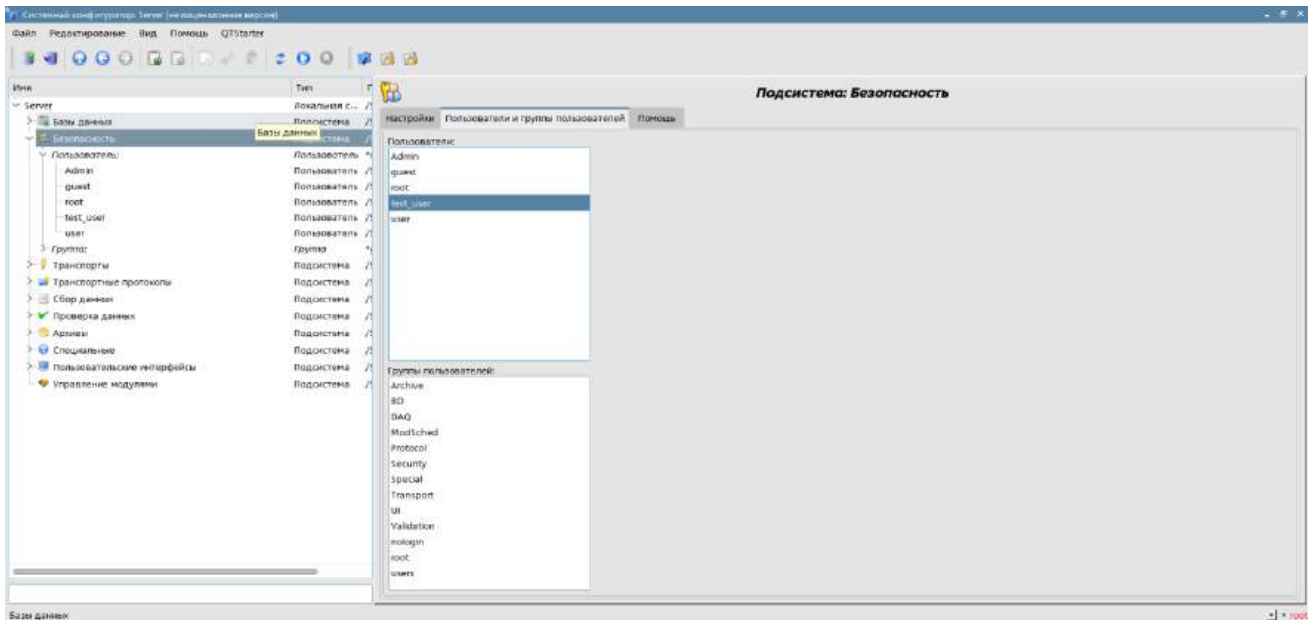 Системный конфигуратор: Server (не лицензионная версия)
Файл Редактирование Вид Помощь QTStarter
Имя Тип
Server Локальная с...
Базы данных Подсистема
Безопасность
Базы данных
Пользователь: Пользователь
Admin Пользователь
guest Пользователь
root Пользователь
test_user Пользователь
user Пользователь
Группа: Группа
Транспорты Подсистема
Транспортные протоколы Подсистема
Сбор данных Подсистема
Проверка данных Подсистема
Архивы Подсистема
Специальные Подсистема
Пользовательские интерфейсы Подсистема
Управление модулями Подсистема
Подсистема: Безопасность
Настройки Пользователи и группы пользователей Помощь
Пользователи:
Admin
guest
root
test_user
user
Группы пользователей:
Archive
BD
DAQ
ModSched
Protocol
Security
Special
Transport
UI
Validation
nologin
root
users
Базы данных
root